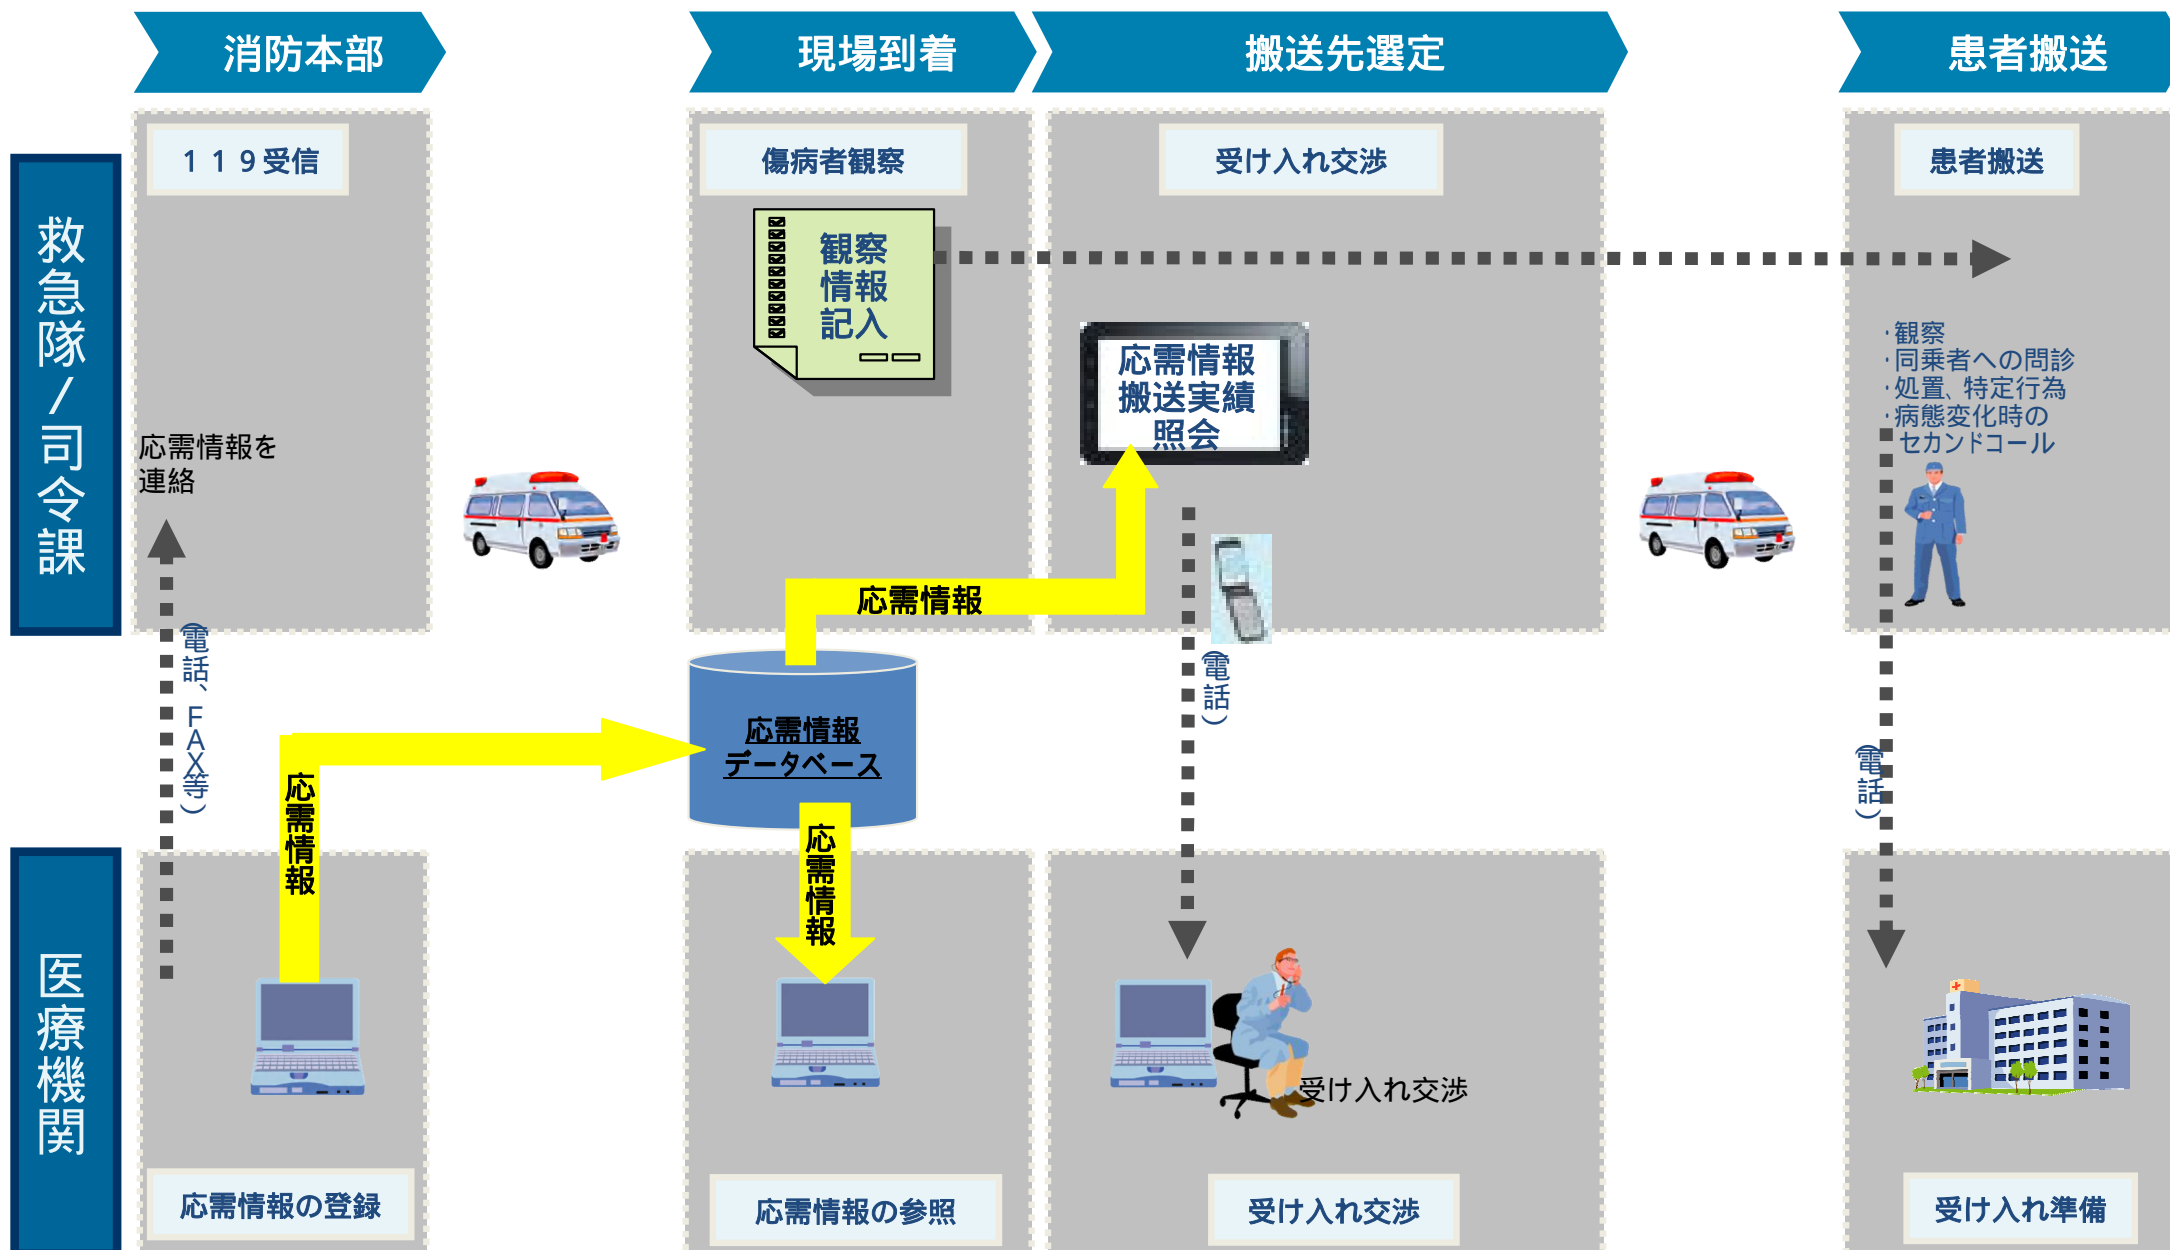 消防本部
現場到着
搬送先選定
患者搬送
救急隊/司令課
119受信
傷病者観察
受け入れ交渉
患者搬送
観察
情報
記入
応需情報
搬送実績
照会
・観察
・同乗者への問診
・処置、特定行為
・病態変化時の
セカンドコール
応需情報を
連絡
応需情報
(電話、FAX等)
(電話)
(電話)
応需情報
データベース
応需情報
応需情報
医療機関
受け入れ交渉
応需情報の登録
応需情報の参照
受け入れ交渉
受け入れ準備